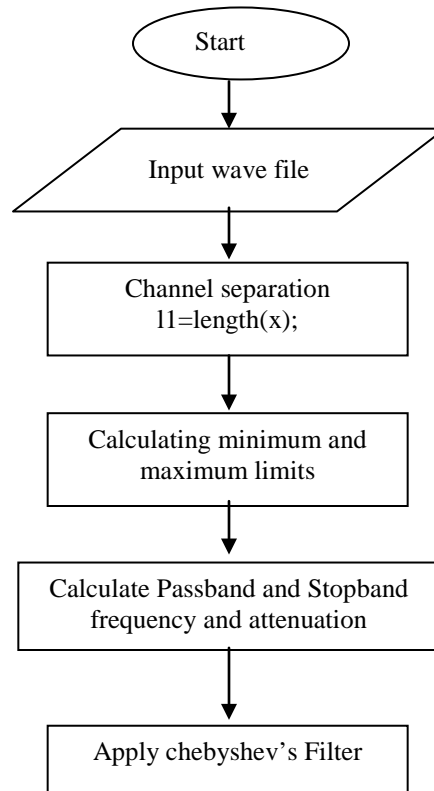 Start
Input wave file
Channel separation
l1=length(x);
Calculating minimum and
maximum limits
Calculate Passband and Stopband
frequency and attenuation
Apply chebyshev's Filter